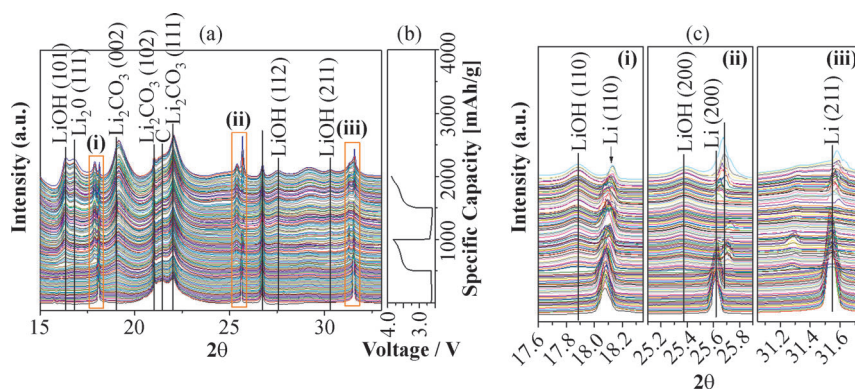 (a)
(b)
(c)
Intensity (a.u.)
LiOH (101)
Li₂0 (111)
(i)
Li₂CO₃ (002)
Li₂CO₃ (102)
C
Li₂CO₃ (111)
(ii)
LiOH (112)
LiOH (211)
(iii)
15 20 25 30
2θ
4.0 3.0
Voltage / V
1000
2000
3000
4000
Specific Capacity [mAh/g]
Intensity (a.u.)
(i)
LiOH (110)
Li (110)
(ii)
LiOH (200)
Li (200)
(iii)
Li (211)
17.6 17.8 18.0 18.2 25.2 25.4 25.6 25.8 31.2 31.4 31.6
2θ